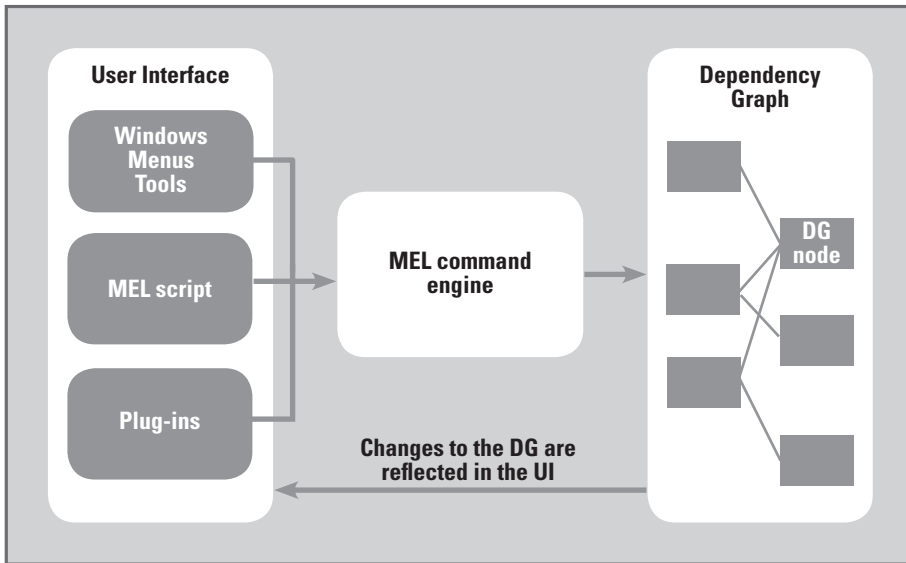 User Interface
Windows
Menus
Tools
MEL script
Plug-ins
MEL command
engine
Changes to the DG are
reflected in the UI
Dependency
Graph
DG
node